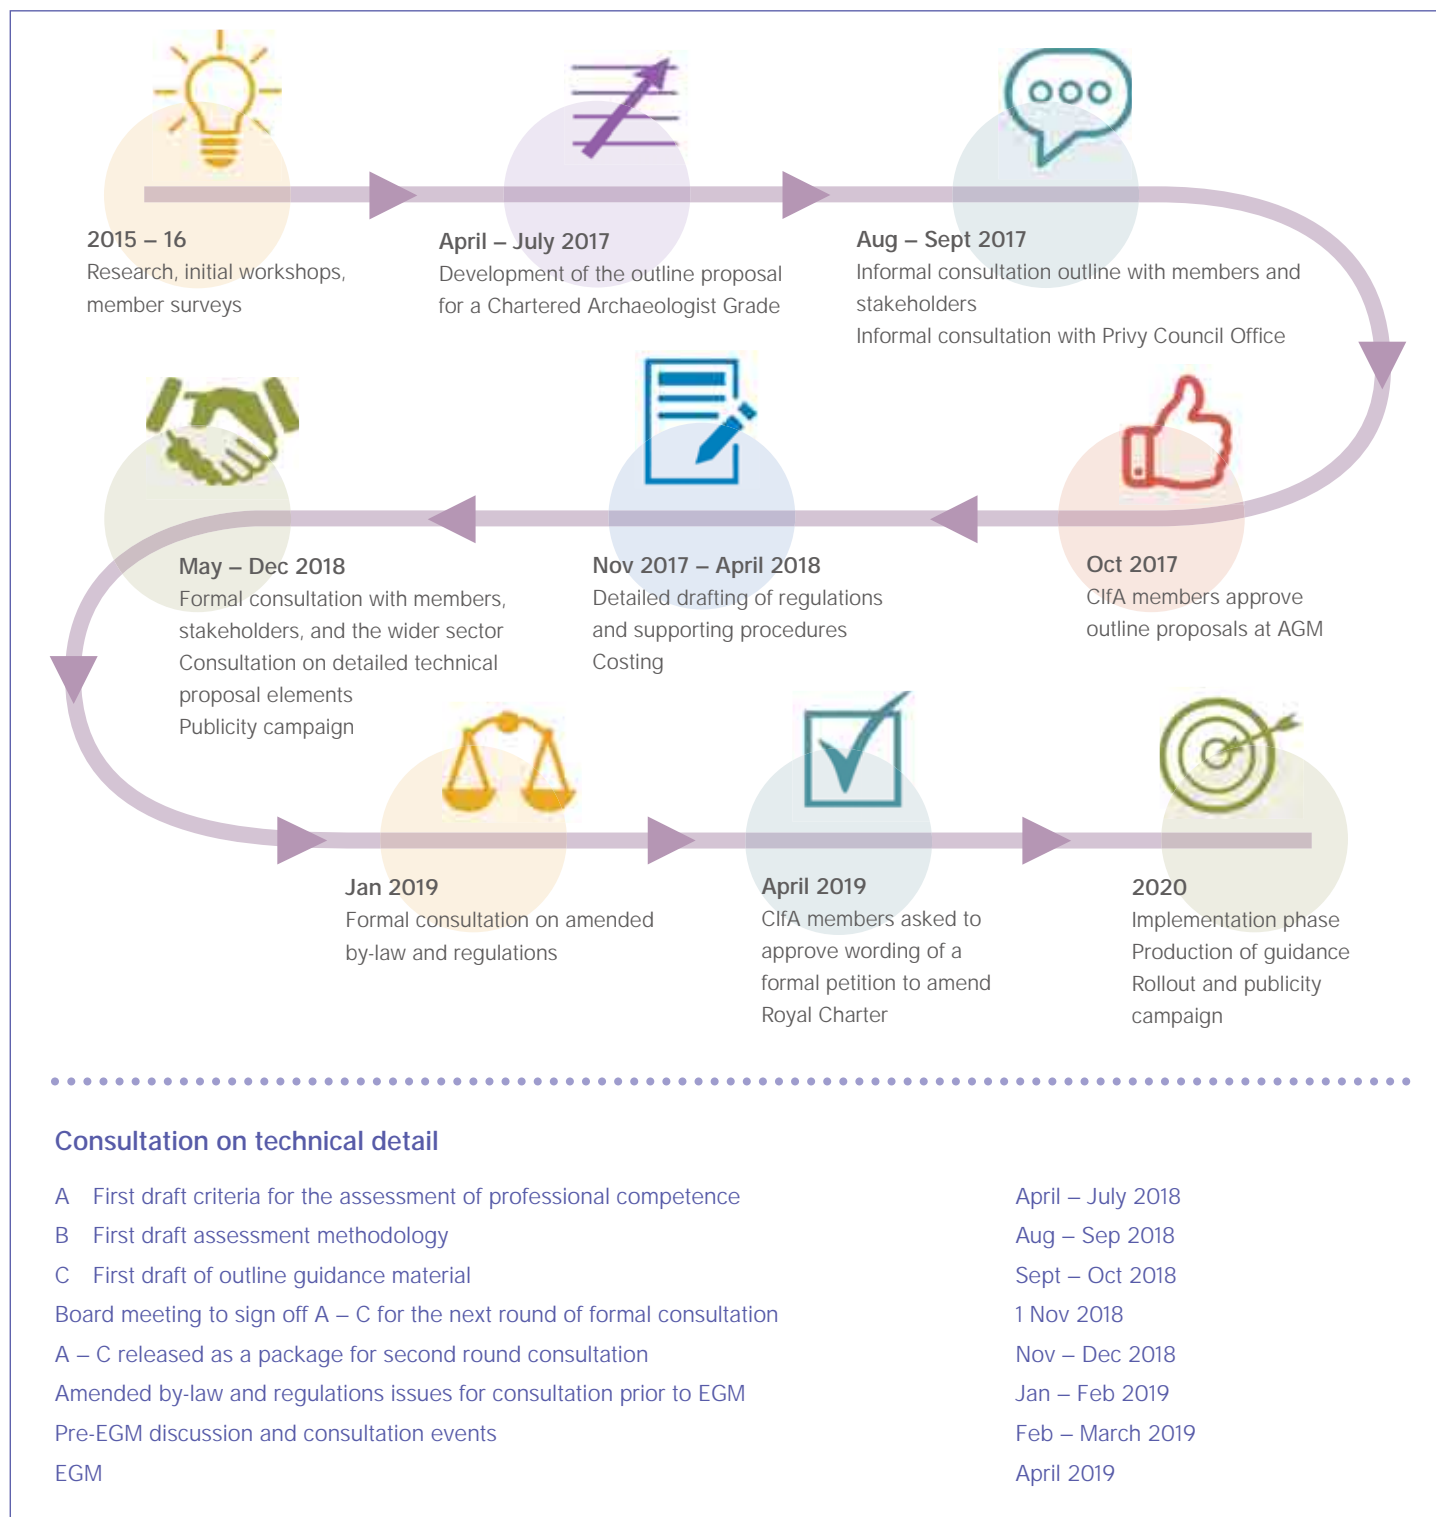 2015 – 16
Research, initial workshops,
member surveys
April – July 2017
Development of the outline proposal
for a Chartered Archaeologist Grade
Aug – Sept 2017
Informal consultation outline with members and
stakeholders
Informal consultation with Privy Council Office
Oct 2017
CIfA members approve
outline proposals at AGM
Nov 2017 – April 2018
Detailed drafting of regulations
and supporting procedures
Costing
May – Dec 2018
Formal consultation with members,
stakeholders, and the wider sector
Consultation on detailed technical
proposal elements
Publicity campaign
Jan 2019
Formal consultation on amended
by-law and regulations
April 2019
CIfA members asked to
approve wording of a
formal petition to amend
Royal Charter
2020
Implementation phase
Production of guidance
Rollout and publicity
campaign
Consultation on technical detail
A First draft criteria for the assessment of professional competence April – July 2018
B First draft assessment methodology Aug – Sep 2018
C First draft of outline guidance material Sept – Oct 2018
Board meeting to sign off A – C for the next round of formal consultation 1 Nov 2018
A – C released as a package for second round consultation Nov – Dec 2018
Amended by-law and regulations issues for consultation prior to EGM Jan – Feb 2019
Pre-EGM discussion and consultation events Feb – March 2019
EGM April 2019